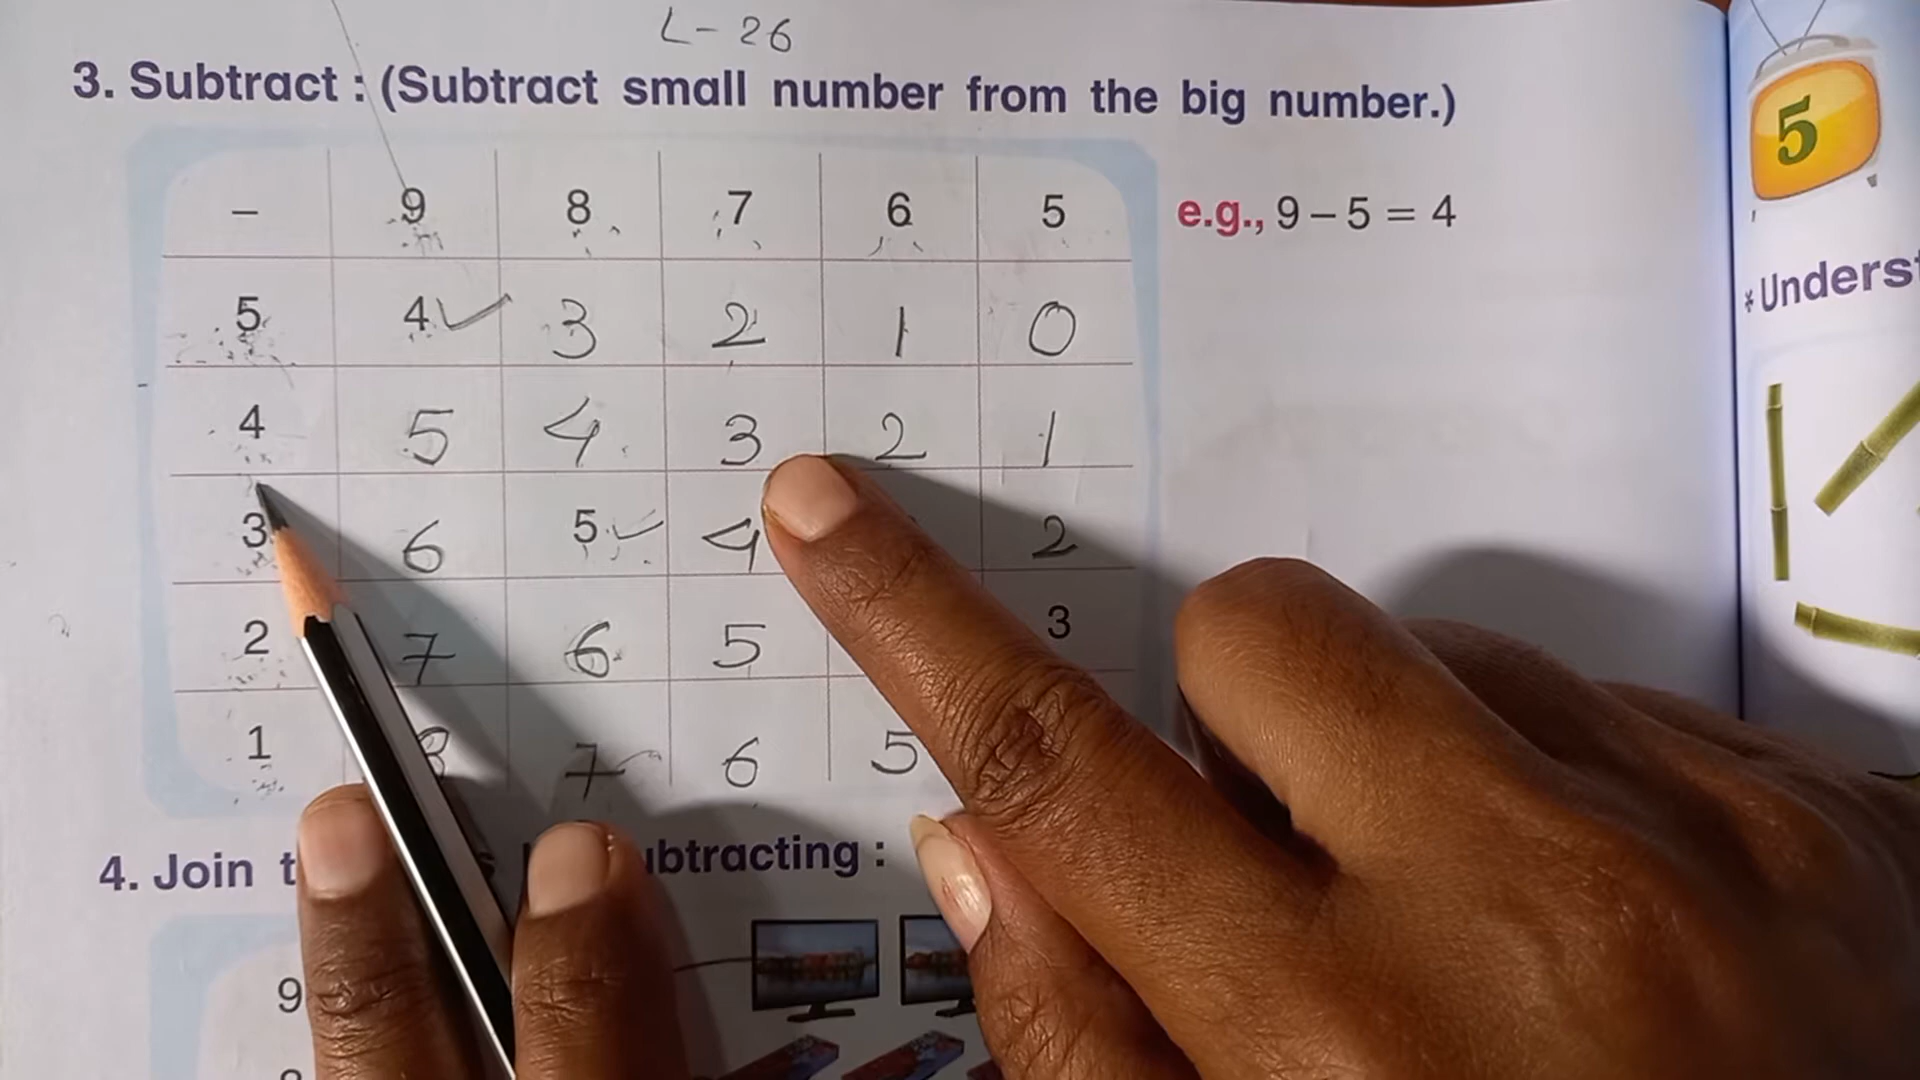 L-26
3. Subtract : (Subtract small number from the big number.)
– 9 8 7 6 5
e.g., 9 – 5 = 4
5 4 3 2 1 0
4 5 4 3 2 1
3 6 5 4 2
2 7 6 5 3
1 8 7 6 5
4. Join ubtracting :
9
5
* Underst